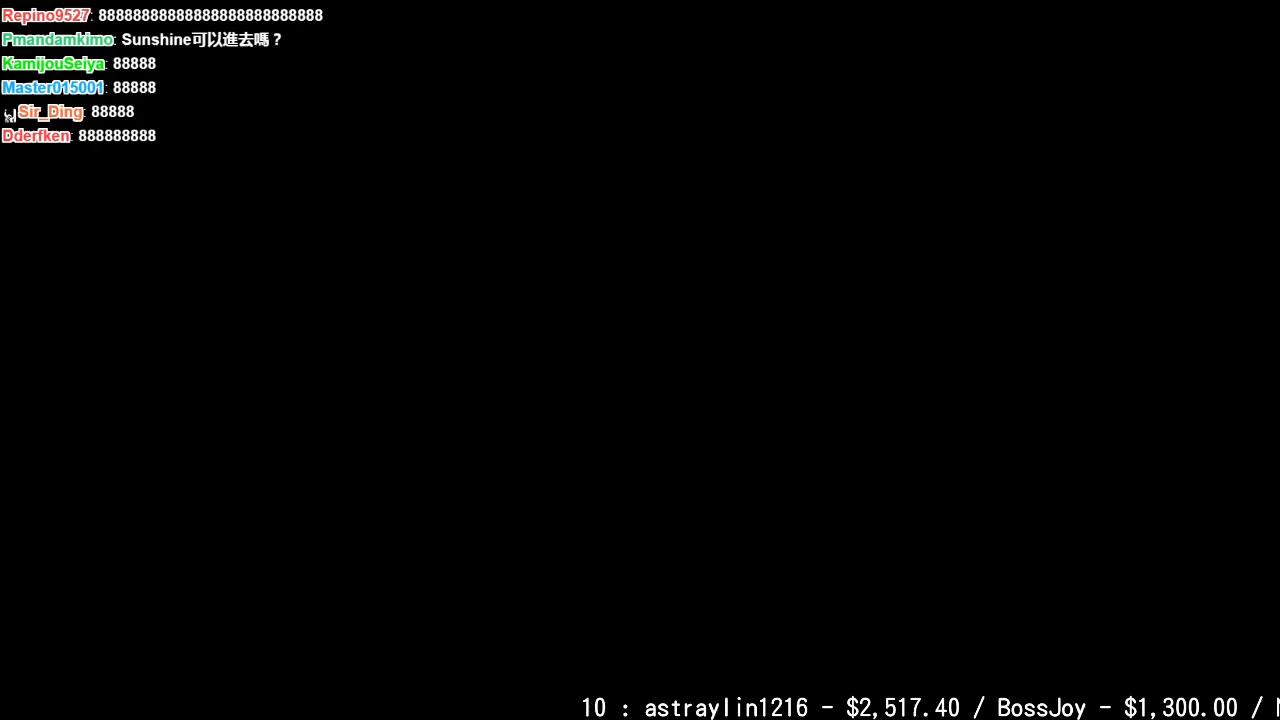 Repino9527: 88888888888888888888888888
Pmandamkimo: Sunshine可以進去嗎？
KamijouSeiya: 88888
Master015001: 88888
Sir_Ding: 88888
Dderfken: 888888888
10 : astraylin1216 - $2,517.40 / BossJoy - $1,300.00 /